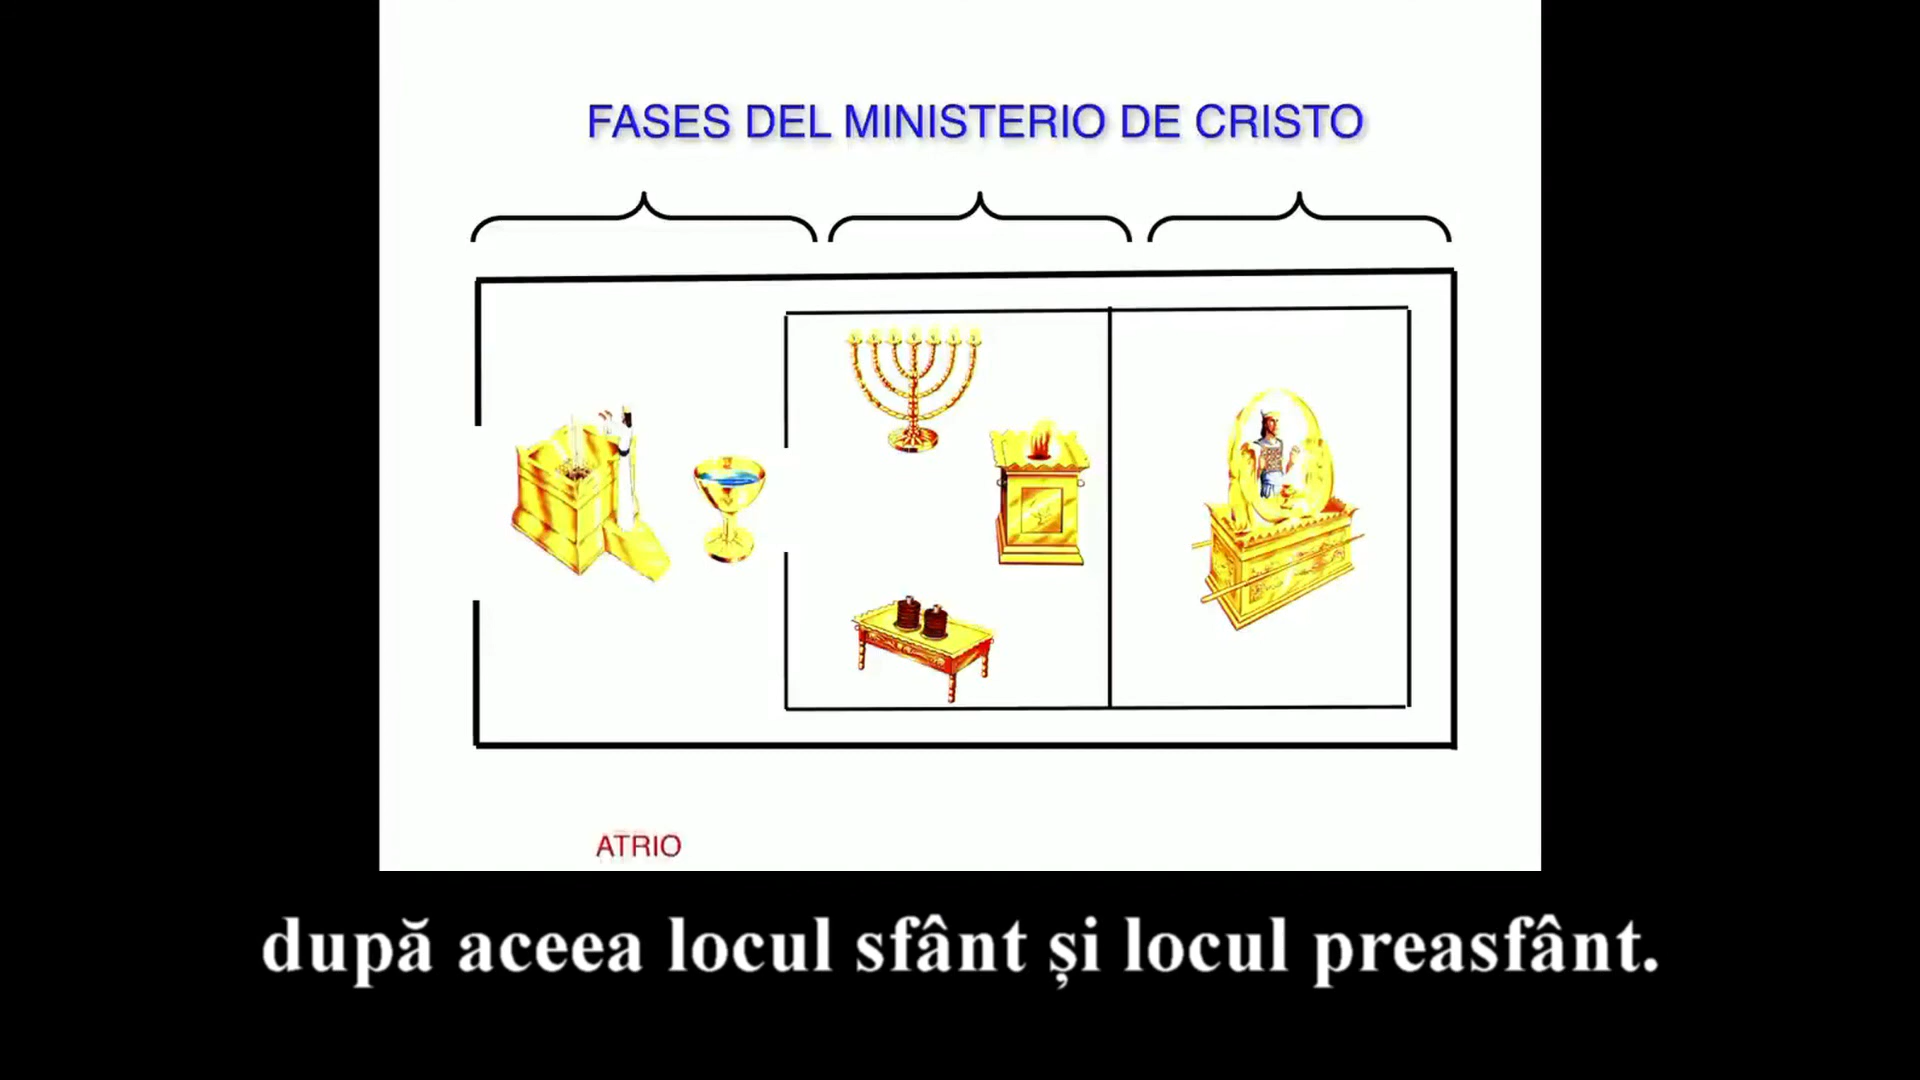 FASES DEL MINISTERIO DE CRISTO
ATRIO
după aceea locul sfânt și locul preasfânt.